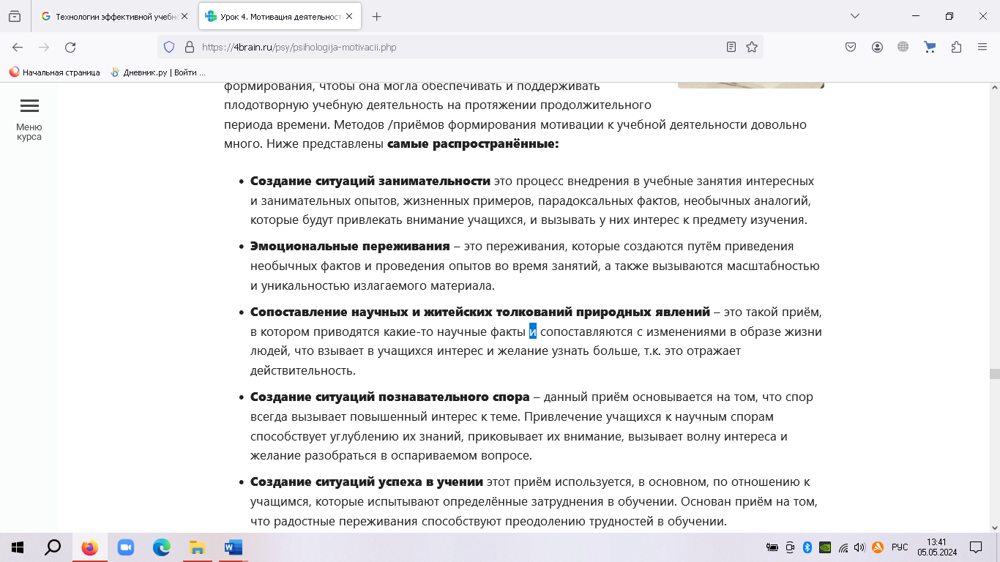 Технологии эффективной учебн
Урок 4. Мотивация деятельност
https://4brain.ru/psy/psihologija-motivacii.php
Начальная страница
Дневник.ру | Войти ...
Меню
курса
формирования, чтобы она могла обеспечивать и поддерживать
плодотворную учебную деятельность на протяжении продолжительного
периода времени. Методов /приёмов формирования мотивации к учебной деятельности довольно
много. Ниже представлены самые распространённые:
• Создание ситуаций занимательности это процесс внедрения в учебные занятия интересных
и занимательных опытов, жизненных примеров, парадоксальных фактов, необычных аналогий,
которые будут привлекать внимание учащихся, и вызывать у них интерес к предмету изучения.
• Эмоциональные переживания – это переживания, которые создаются путём приведения
необычных фактов и проведения опытов во время занятий, а также вызываются масштабностью
и уникальностью излагаемого материала.
• Сопоставление научных и житейских толкований природных явлений – это такой приём,
в котором приводятся какие-то научные факты и сопоставляются с изменениями в образе жизни
людей, что взывает в учащихся интерес и желание узнать больше, т.к. это отражает
действительность.
• Создание ситуаций познавательного спора – данный приём основывается на том, что спор
всегда вызывает повышенный интерес к теме. Привлечение учащихся к научным спорам
способствует углублению их знаний, приковывает их внимание, вызывает волну интереса и
желание разобраться в оспариваемом вопросе.
• Создание ситуаций успеха в учении этот приём используется, в основном, по отношению к
учащимся, которые испытывают определённые затруднения в обучении. Основан приём на том,
что радостные переживания способствуют преодолению трудностей в обучении.
РУС
13:41
05.05.2024